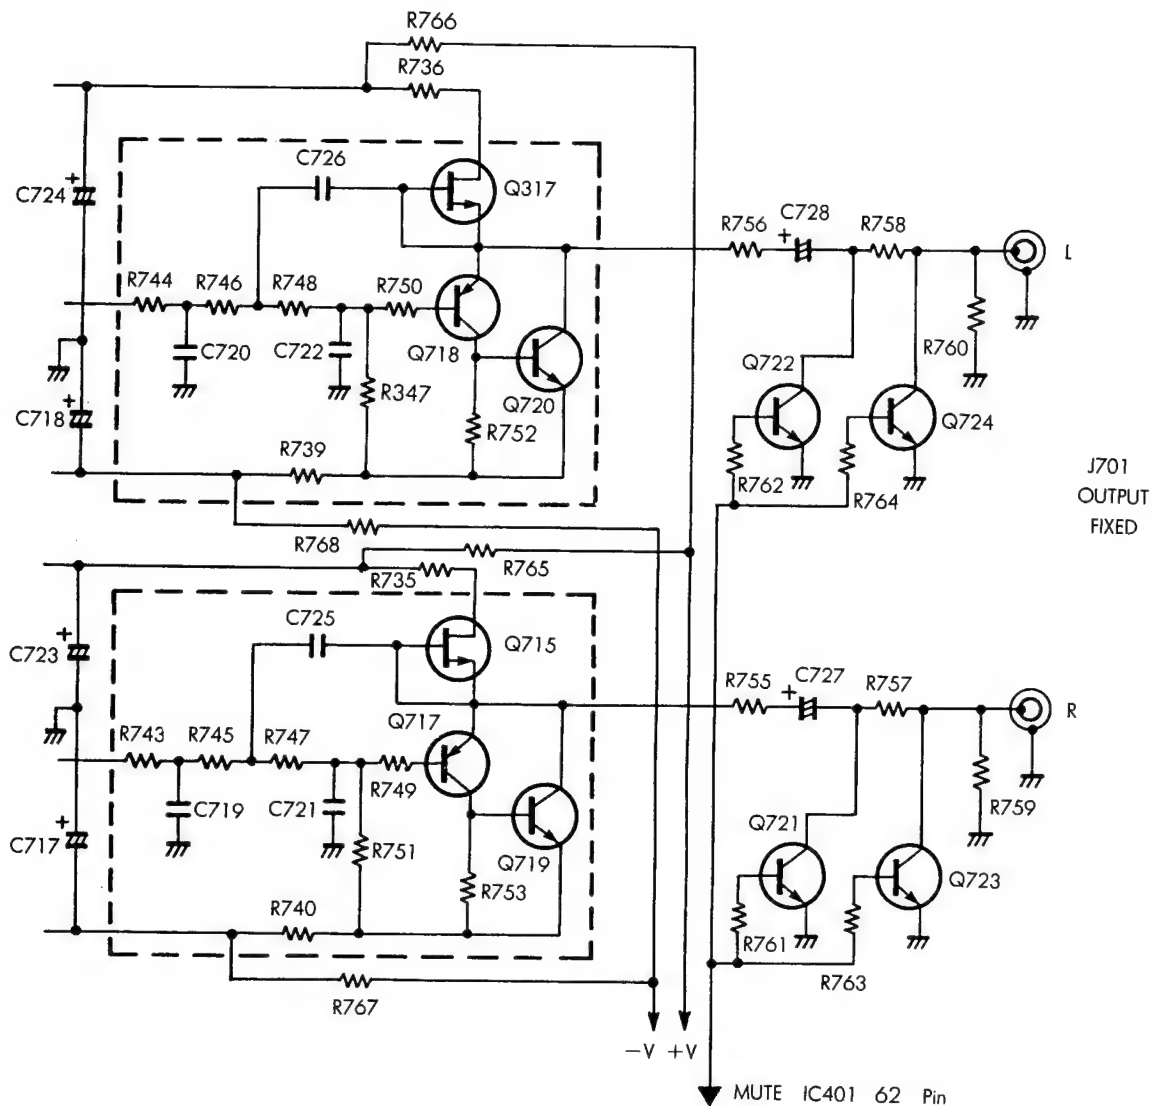 R766
R736
C726
Q317
C724
+
R756
C728
+
R758
L
R744
R746
R748
R750
C720
C722
Q718
R347
Q720
R752
C718
+
R739
Q722
R760
Q724
R762
R764
J701
OUTPUT
FIXED
R768
R765
R735
C725
Q715
C723
+
R755
C727
+
R757
R
R743
R745
R747
Q717
R749
C719
C721
R751
Q719
R753
C717
+
R740
Q721
R759
Q723
R761
R763
R767
−V +V
MUTE IC401 62 Pin